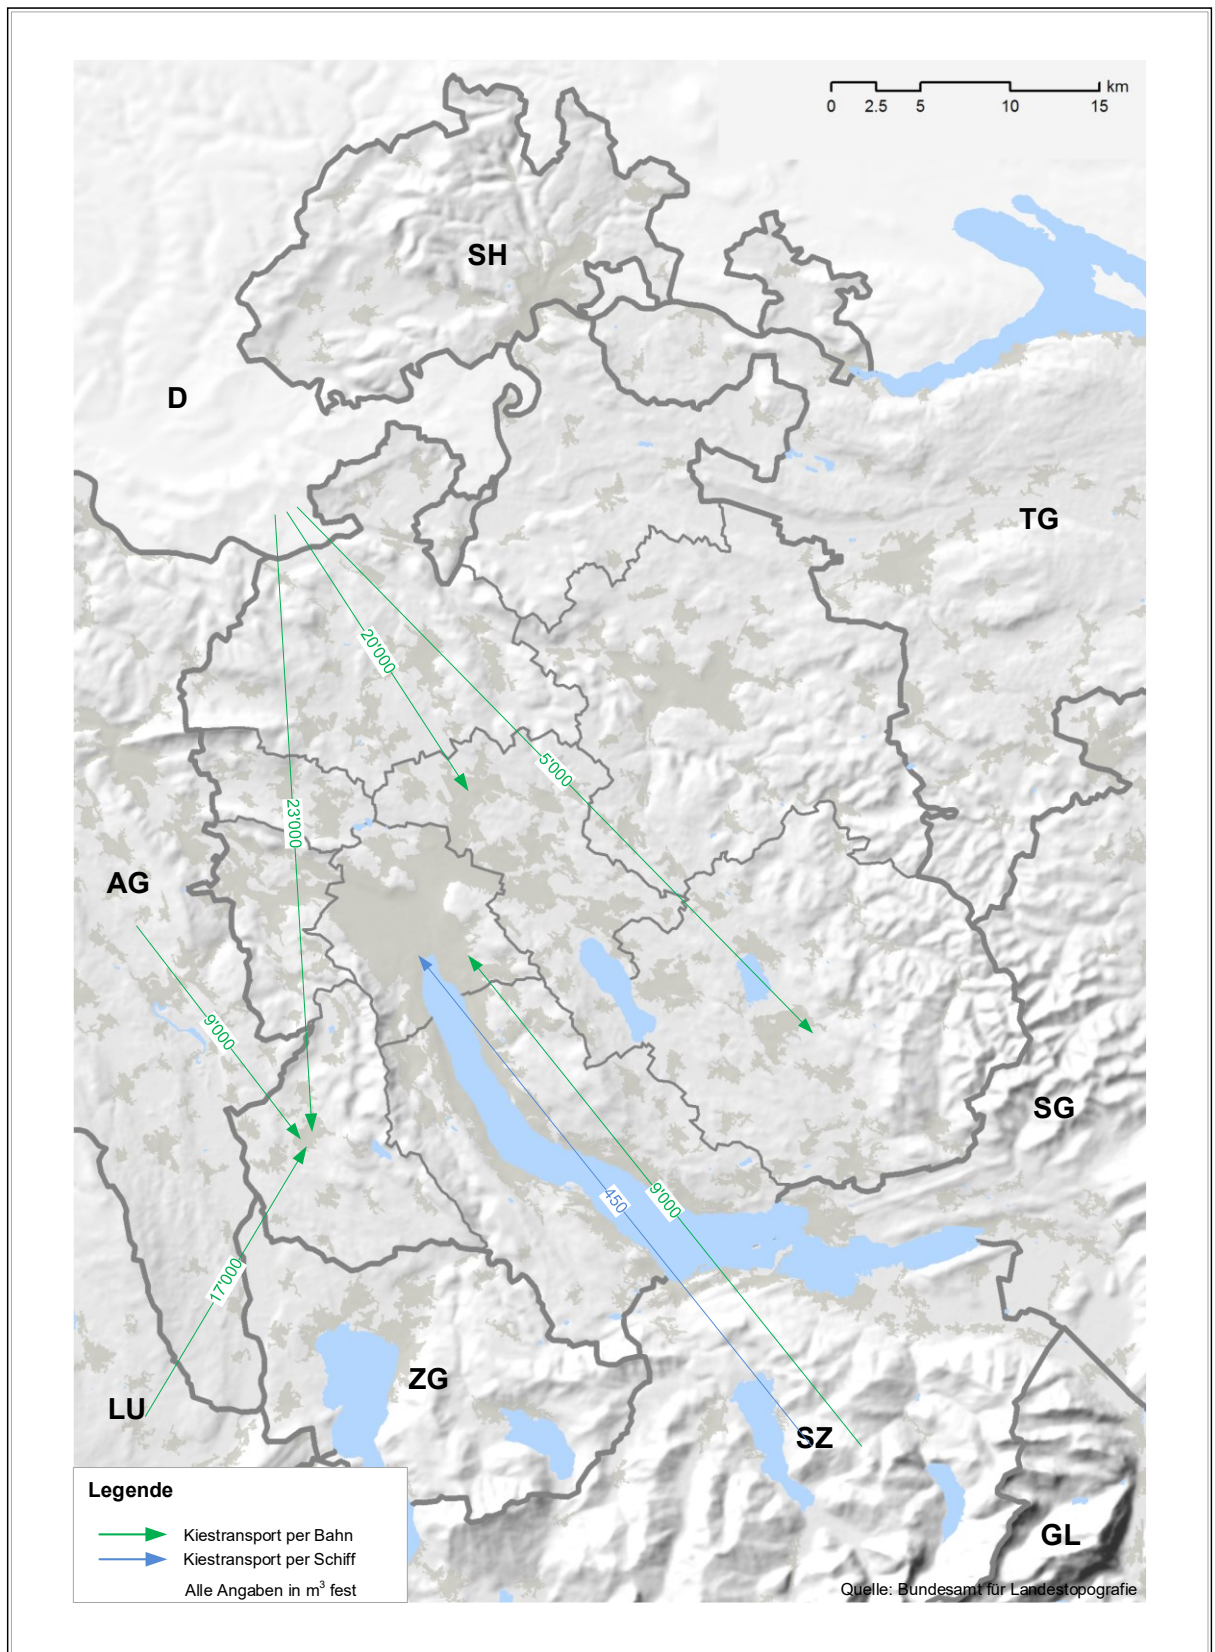 km
0 2.5 5 10 15
SH
D
TG
20'000
5'000
23'000
AG
9'000
SG
450
9'000
17'000
ZG
LU
SZ
GL
Legende
Kiestransport per Bahn
Kiestransport per Schiff
Alle Angaben in m³ fest
Quelle: Bundesamt für Landestopografie